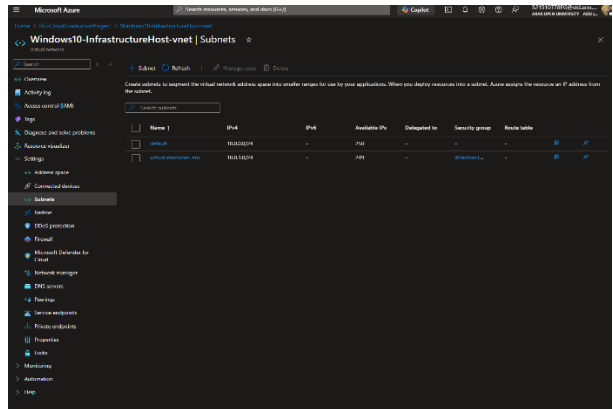 Microsoft Azure
Search resources, services, and docs (G+/)
Copilot
Home > RG-CloudGraduationProject > Windows10-InfrastructureHost-vnet
Windows10-InfrastructureHost-vnet | Subnets
Virtual network
Search
Subnet
Refresh
Manage users
Delete
Create subnets to segment the virtual network address space into smaller ranges for use by your applications. When you deploy resources into a subnet, Azure assigns the resource an IP address from the subnet.
Search subnets
Name
IPv4
IPv6
Available IPs
Delegated to
Security group
Route table
default
10.0.0.0/24
-
-
-
-
10.0.1.0/24
-
-
-
Overview
Activity log
Access control (IAM)
Tags
Diagnose and solve problems
Resource visualizer
Settings
Address space
Connected devices
Subnets
Bastion
DDoS protection
Firewall
Microsoft Defender for Cloud
Network manager
DNS servers
Peerings
Service endpoints
Private endpoints
Properties
Locks
Monitoring
Automation
Help